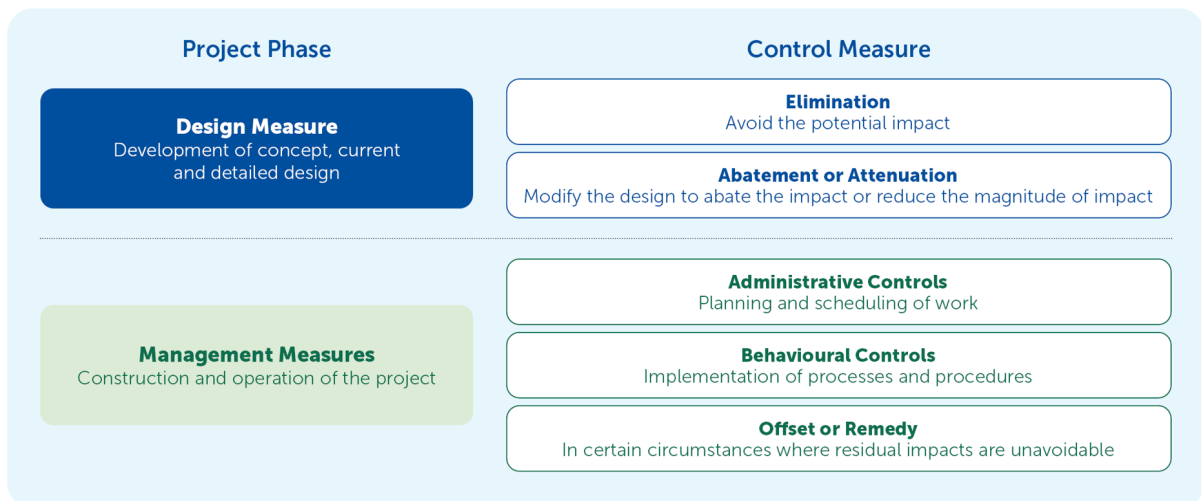 Project Phase
Control Measure
Design Measure
Development of concept, current
and detailed design
Elimination
Avoid the potential impact
Abatement or Attenuation
Modify the design to abate the impact or reduce the magnitude of impact
Management Measures
Construction and operation of the project
Administrative Controls
Planning and scheduling of work
Behavioural Controls
Implementation of processes and procedures
Offset or Remedy
In certain circumstances where residual impacts are unavoidable